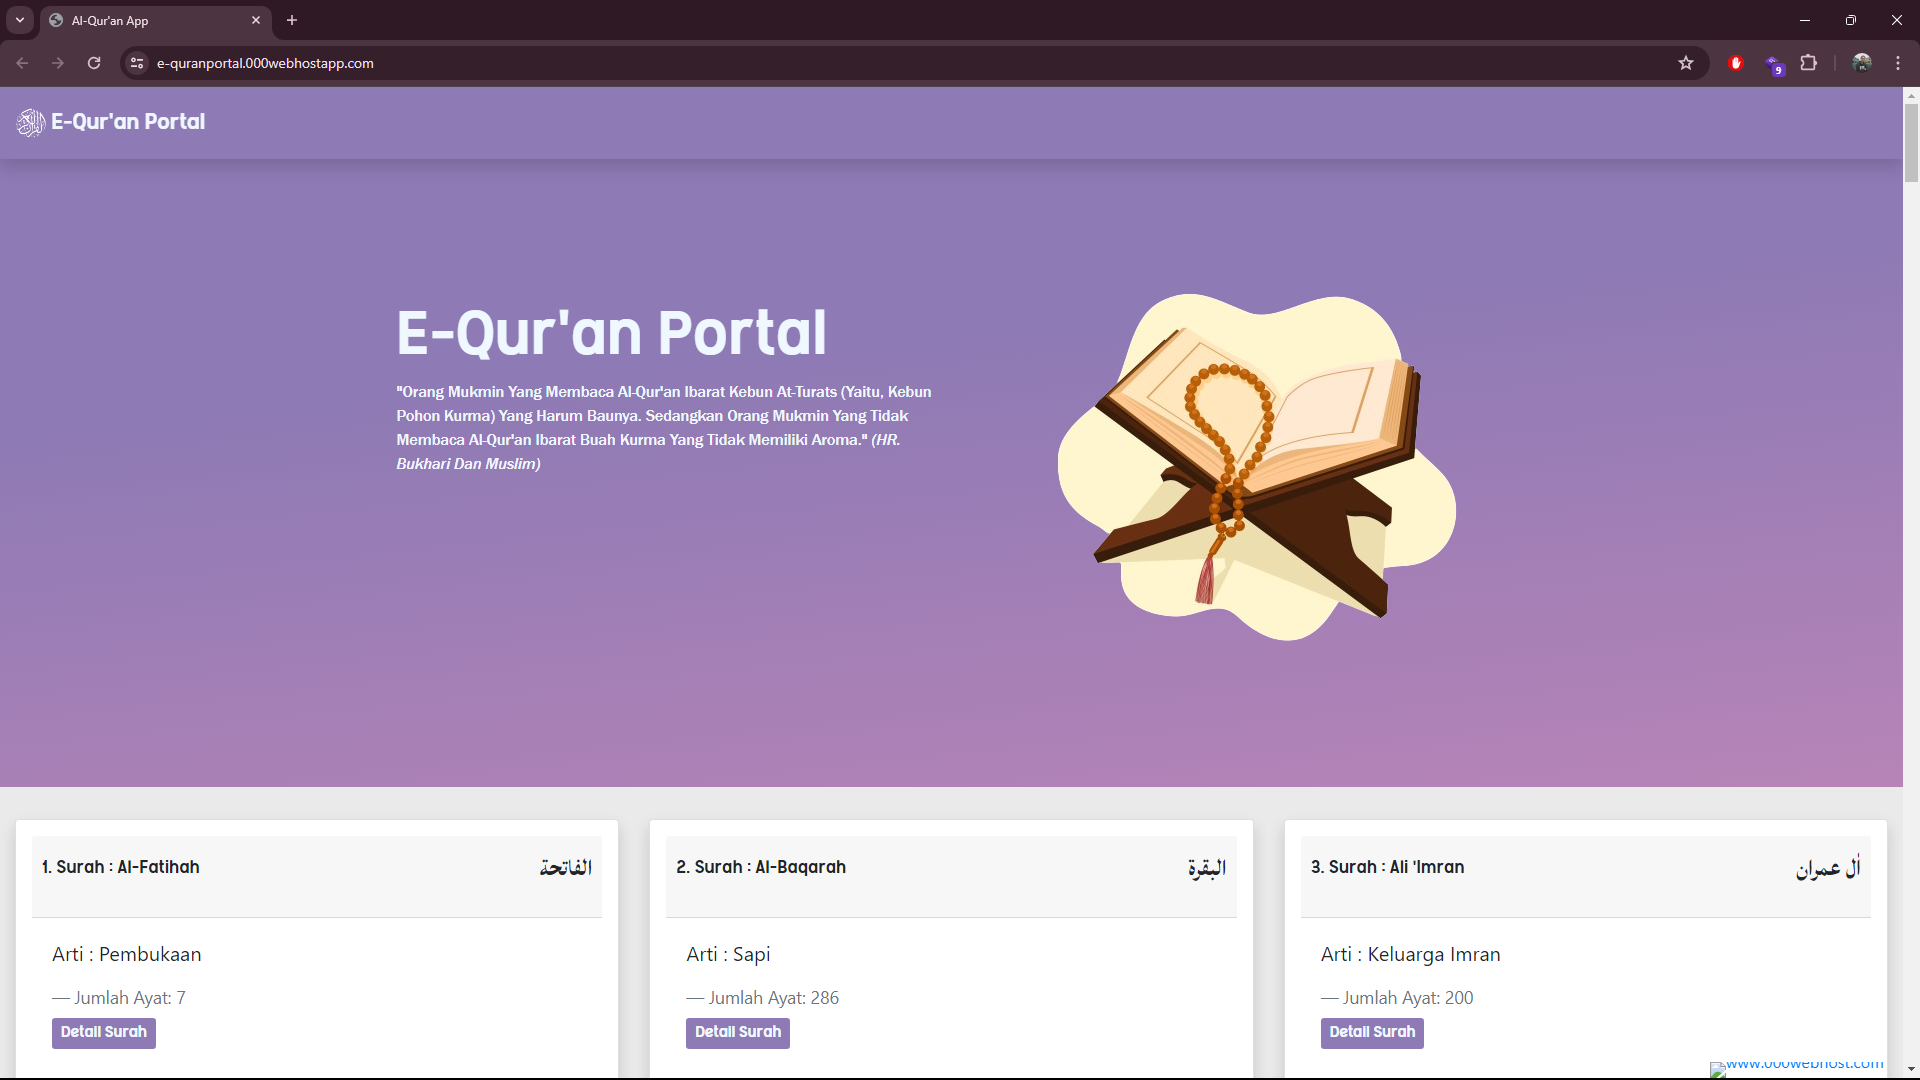 Al-Qur'an App
e-quranportal.000webhostapp.com
9
E-Qur'an Portal
E-Qur'an Portal
"Orang Mukmin Yang Membaca Al-Qur'an Ibarat Kebun At-Turats (Yaitu, Kebun
Pohon Kurma) Yang Harum Baunya. Sedangkan Orang Mukmin Yang Tidak
Membaca Al-Qur'an Ibarat Buah Kurma Yang Tidak Memiliki Aroma." (HR.
Bukhari Dan Muslim)
1. Surah : Al-Fatihah
الفاتحة
Arti : Pembukaan
— Jumlah Ayat: 7
Detail Surah
2. Surah : Al-Baqarah
البقرة
Arti : Sapi
— Jumlah Ayat: 286
Detail Surah
3. Surah : Ali 'Imran
اٰل عمران
Arti : Keluarga Imran
— Jumlah Ayat: 200
Detail Surah
www.000webhost.com